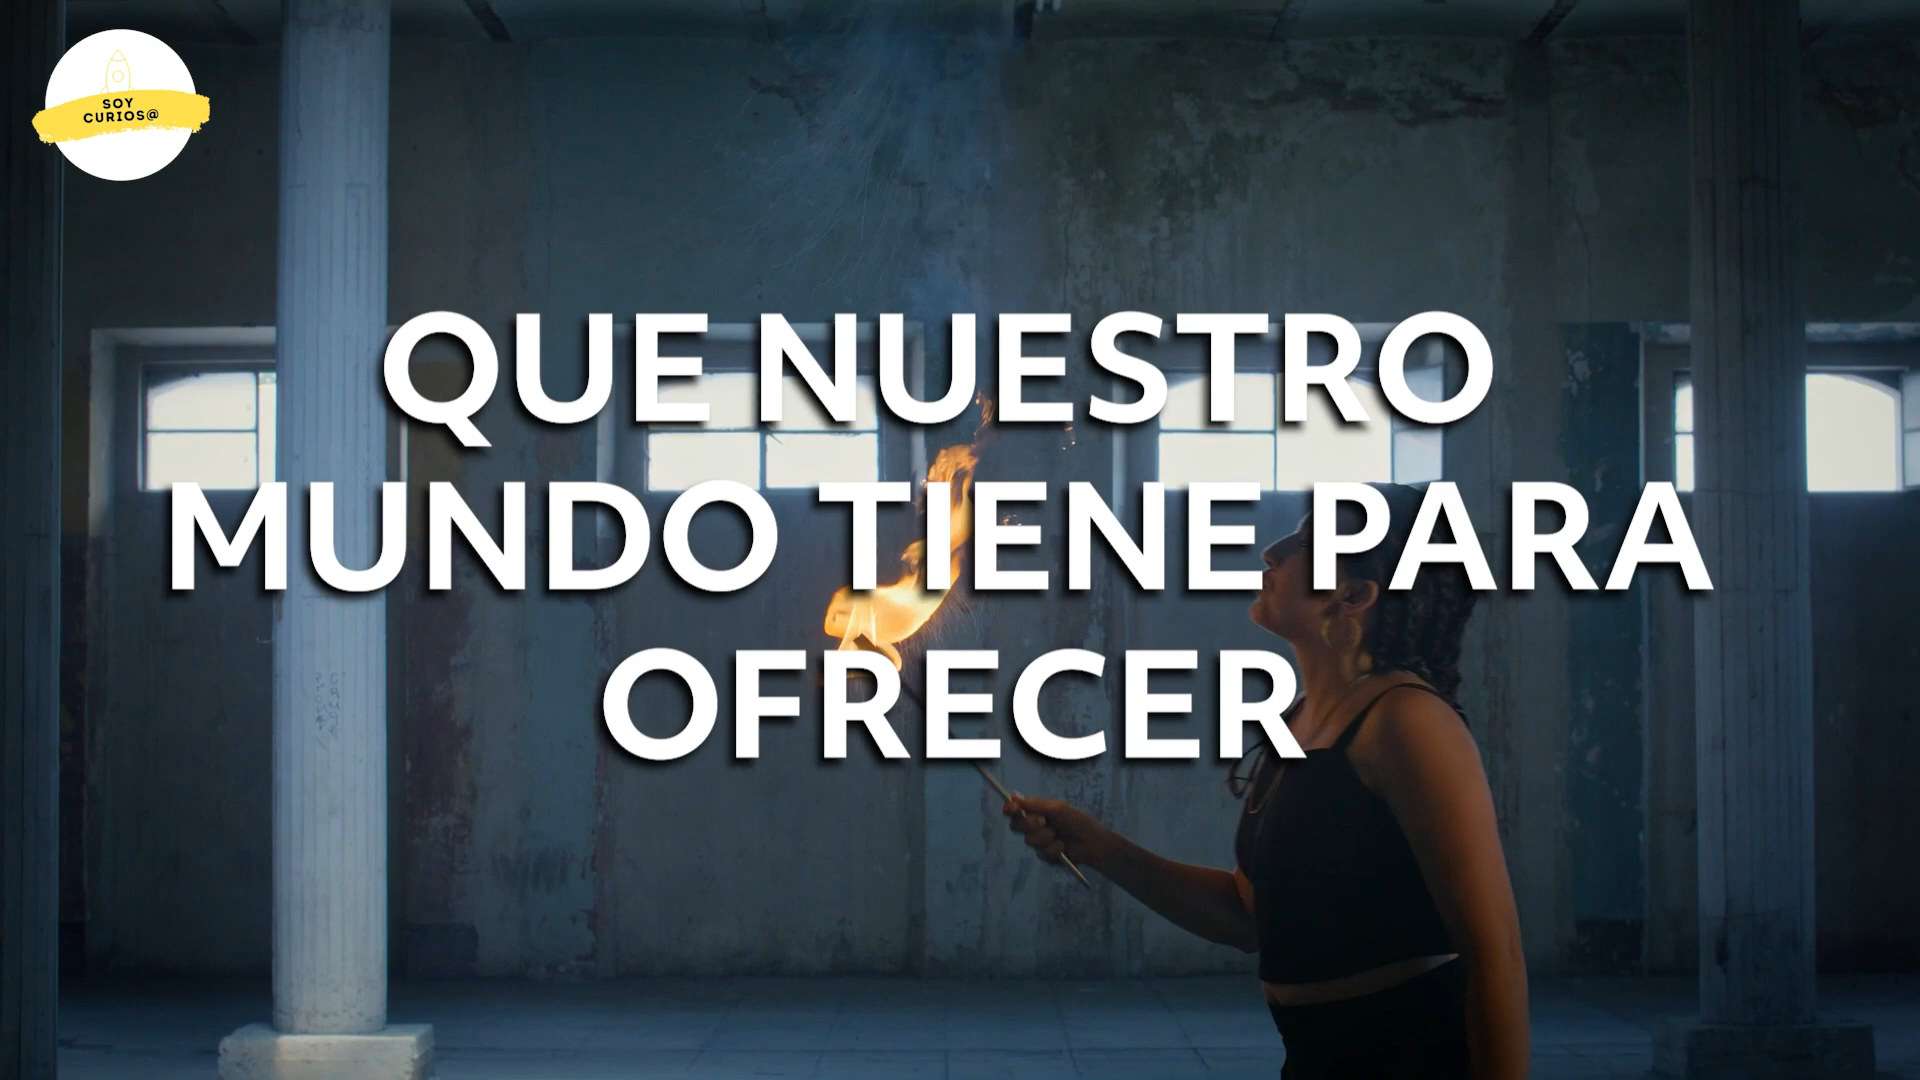 SOY
CURIOS@
QUE NUESTRO
MUNDO TIENE PARA
OFRECER